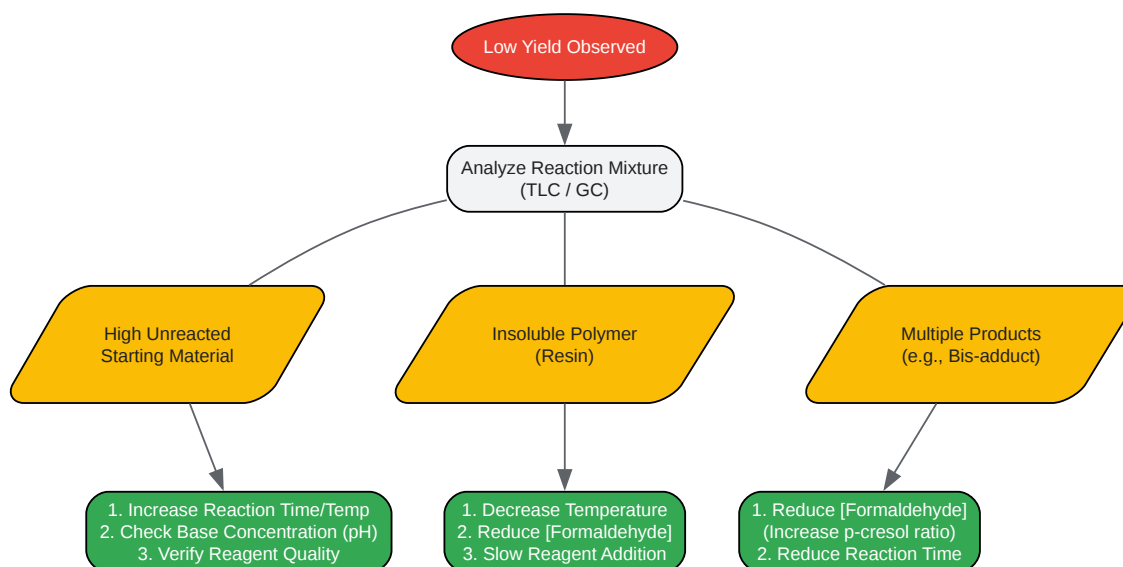 Low Yield Observed
Analyze Reaction Mixture
(TLC / GC)
High Unreacted
Starting Material
Insoluble Polymer
(Resin)
Multiple Products
(e.g., Bis-adduct)
1. Increase Reaction Time/Temp
2. Check Base Concentration (pH)
3. Verify Reagent Quality
1. Decrease Temperature
2. Reduce [Formaldehyde]
3. Slow Reagent Addition
1. Reduce [Formaldehyde]
(Increase p-cresol ratio)
2. Reduce Reaction Time